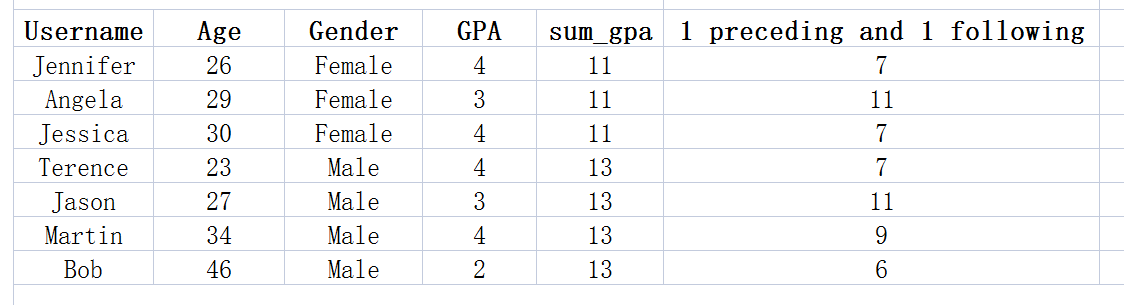 Username Age Gender GPA sum_gpa 1 preceding and 1 following
Jennifer 26 Female 4 11 7
Angela 29 Female 3 11 11
Jessica 30 Female 4 11 7
Terence 23 Male 4 13 7
Jason 27 Male 3 13 11
Martin 34 Male 4 13 9
Bob 46 Male 2 13 6